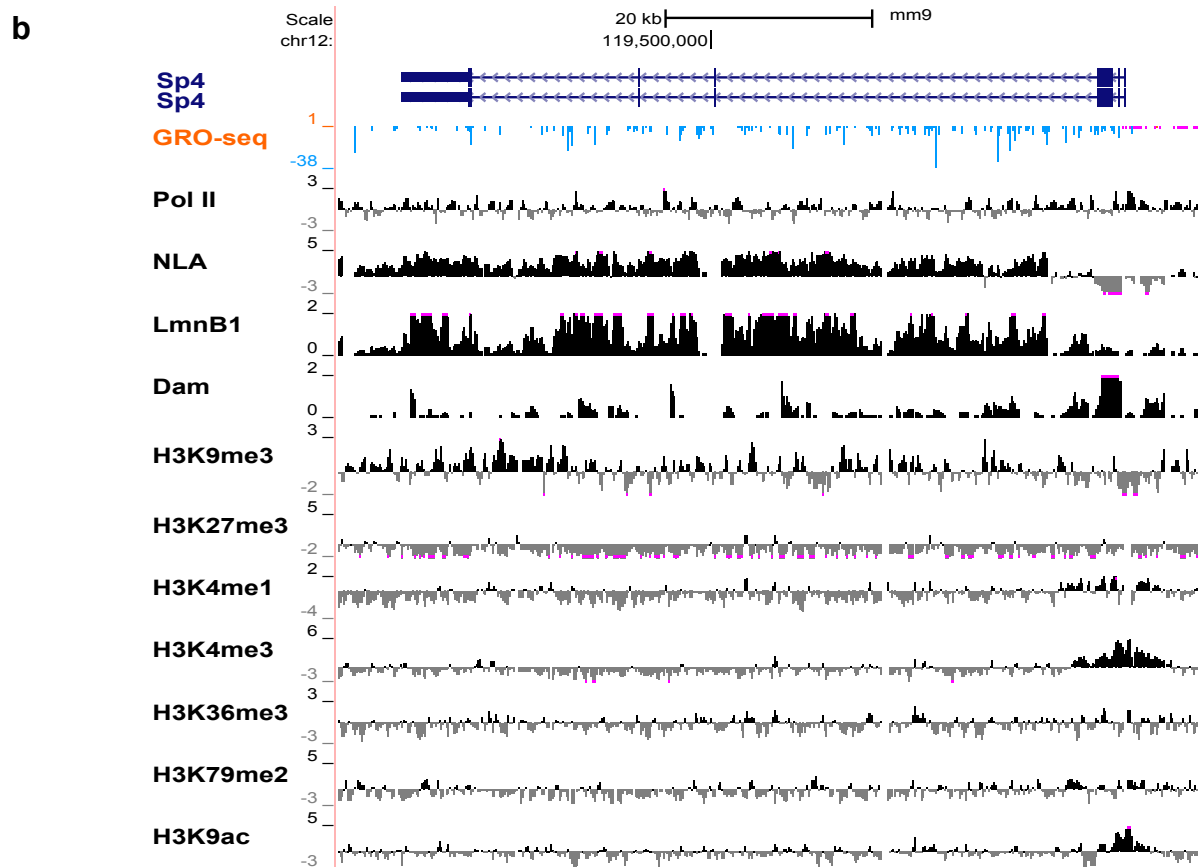 b
Scale 20 kb mm9
chr12: 119,500,000
Sp4
Sp4
1
GRO-seq
-38
3
Pol II
-3
5
NLA
-3
2
LmnB1
0
2
Dam
0
3
H3K9me3
-2
5
H3K27me3
-2
2
H3K4me1
-4
6
H3K4me3
-3
3
H3K36me3
-3
5
H3K79me2
-3
5
H3K9ac
-3